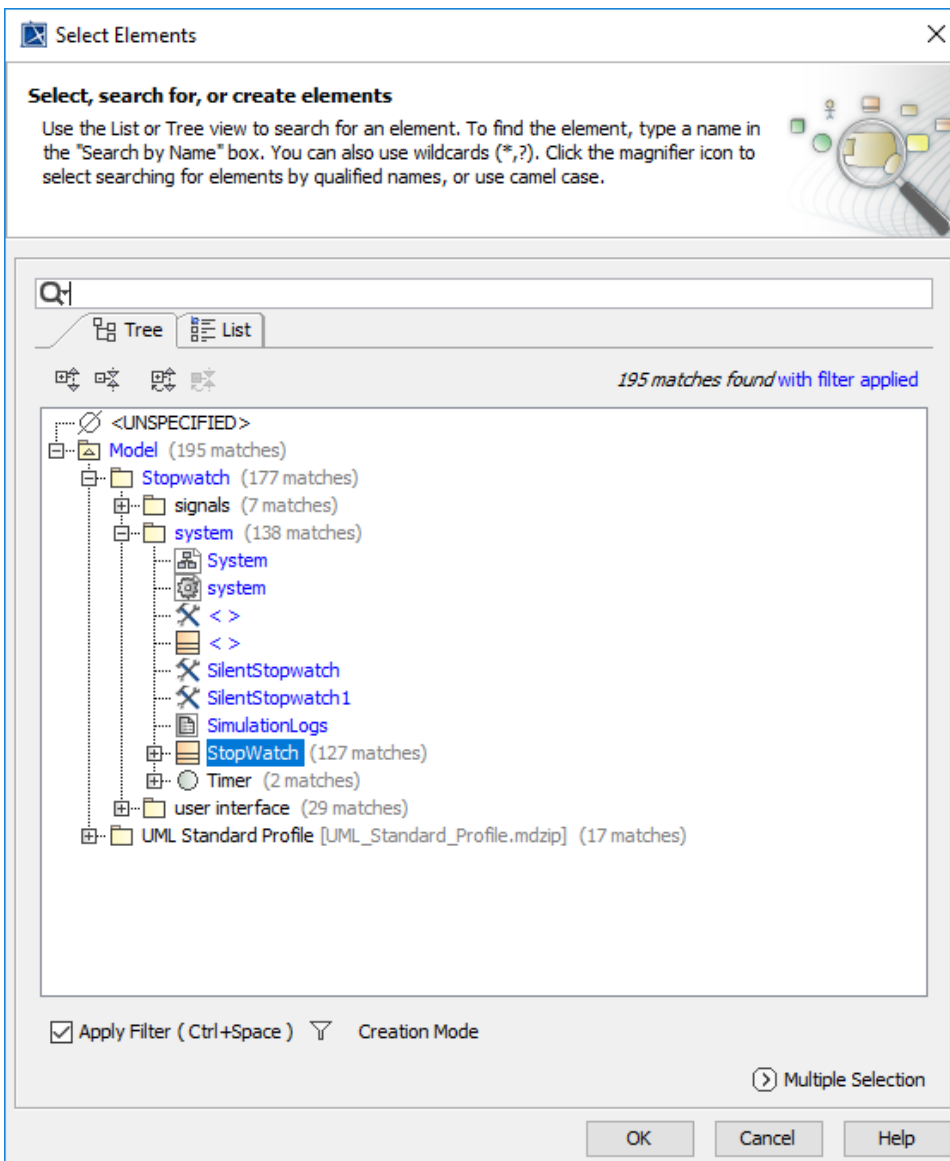 Select Elements
Select, search for, or create elements
Use the List or Tree view to search for an element. To find the element, type a name in
the "Search by Name" box. You can also use wildcards (*,?). Click the magnifier icon to
select searching for elements by qualified names, or use camel case.
Tree
List
195 matches found with filter applied
<UNSPECIFIED>
Model (195 matches)
Stopwatch (177 matches)
signals (7 matches)
system (138 matches)
System
system
< >
< >
SilentStopwatch
SilentStopwatch1
SimulationLogs
StopWatch (127 matches)
Timer (2 matches)
user interface (29 matches)
UML Standard Profile [UML_Standard_Profile.mdzip] (17 matches)
Apply Filter ( Ctrl+Space )
Creation Mode
Multiple Selection
OK
Cancel
Help